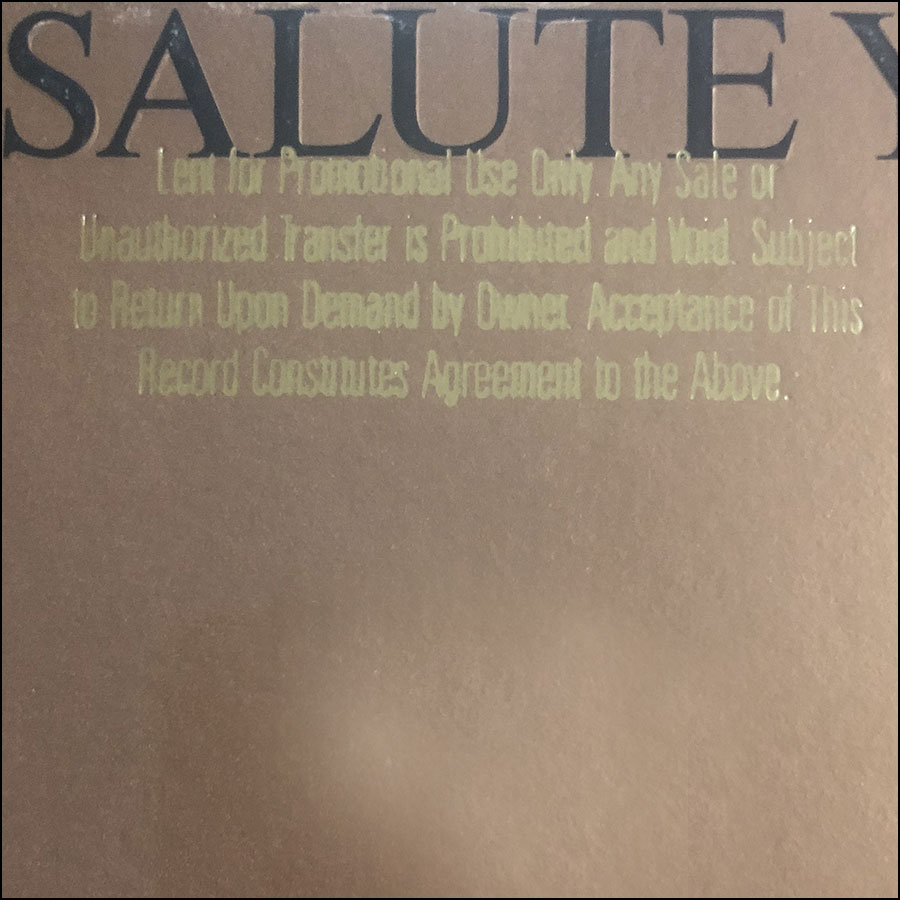 SALUTE Y
Lent for Promotional Use Only. Any Sale or
Unauthorized Transfer is Prohibited and Void. Subject
to Return Upon Demand by Owner. Acceptance of This
Record Constitutes Agreement to the Above.